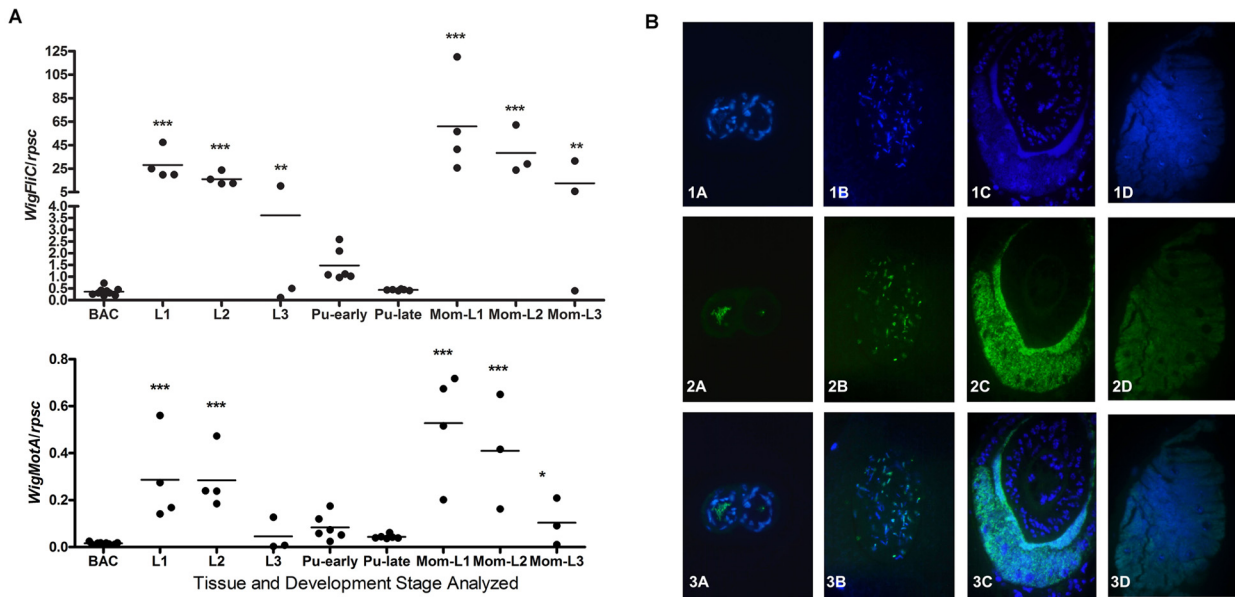 A
WigFliC/rpsc
125
105
85
65
45
25
5
4.0
3.5
3.0
2.5
2.0
1.5
1.0
0.5
0.0
*** *** ** *** *** **
BAC L1 L2 L3 Pu-early Pu-late Mom-L1 Mom-L2 Mom-L3
WigMotA/rpsc
0.8
0.6
0.4
0.2
0.0
*** *** *** *** *
BAC L1 L2 L3 Pu-early Pu-late Mom-L1 Mom-L2 Mom-L3
Tissue and Development Stage Analyzed
B
1A 1B 1C 1D
2A 2B 2C 2D
3A 3B 3C 3D